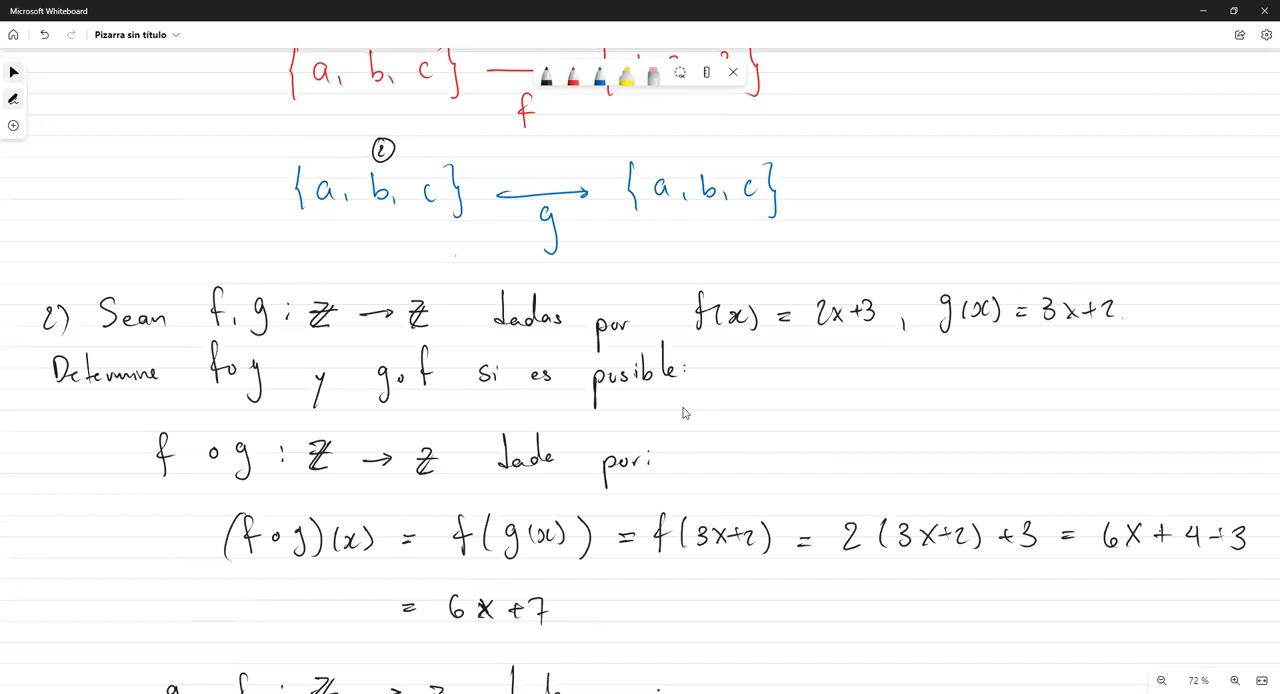 Microsoft Whiteboard
Pizarra sin título
{a, b, c}
f
②
{a, b, c} ⟷ {a, b, c}
g
2) Sean f, g : ℤ → ℤ dadas por f(x) = 2x+3, g(x) = 3x+2.
Determine f∘g y g∘f si es posible:
f ∘ g : ℤ → ℤ dade por:
(f ∘ g)(x) = f(g(x)) = f(3x+2) = 2(3x+2)+3 = 6x+4+3
= 6x+7
72 %